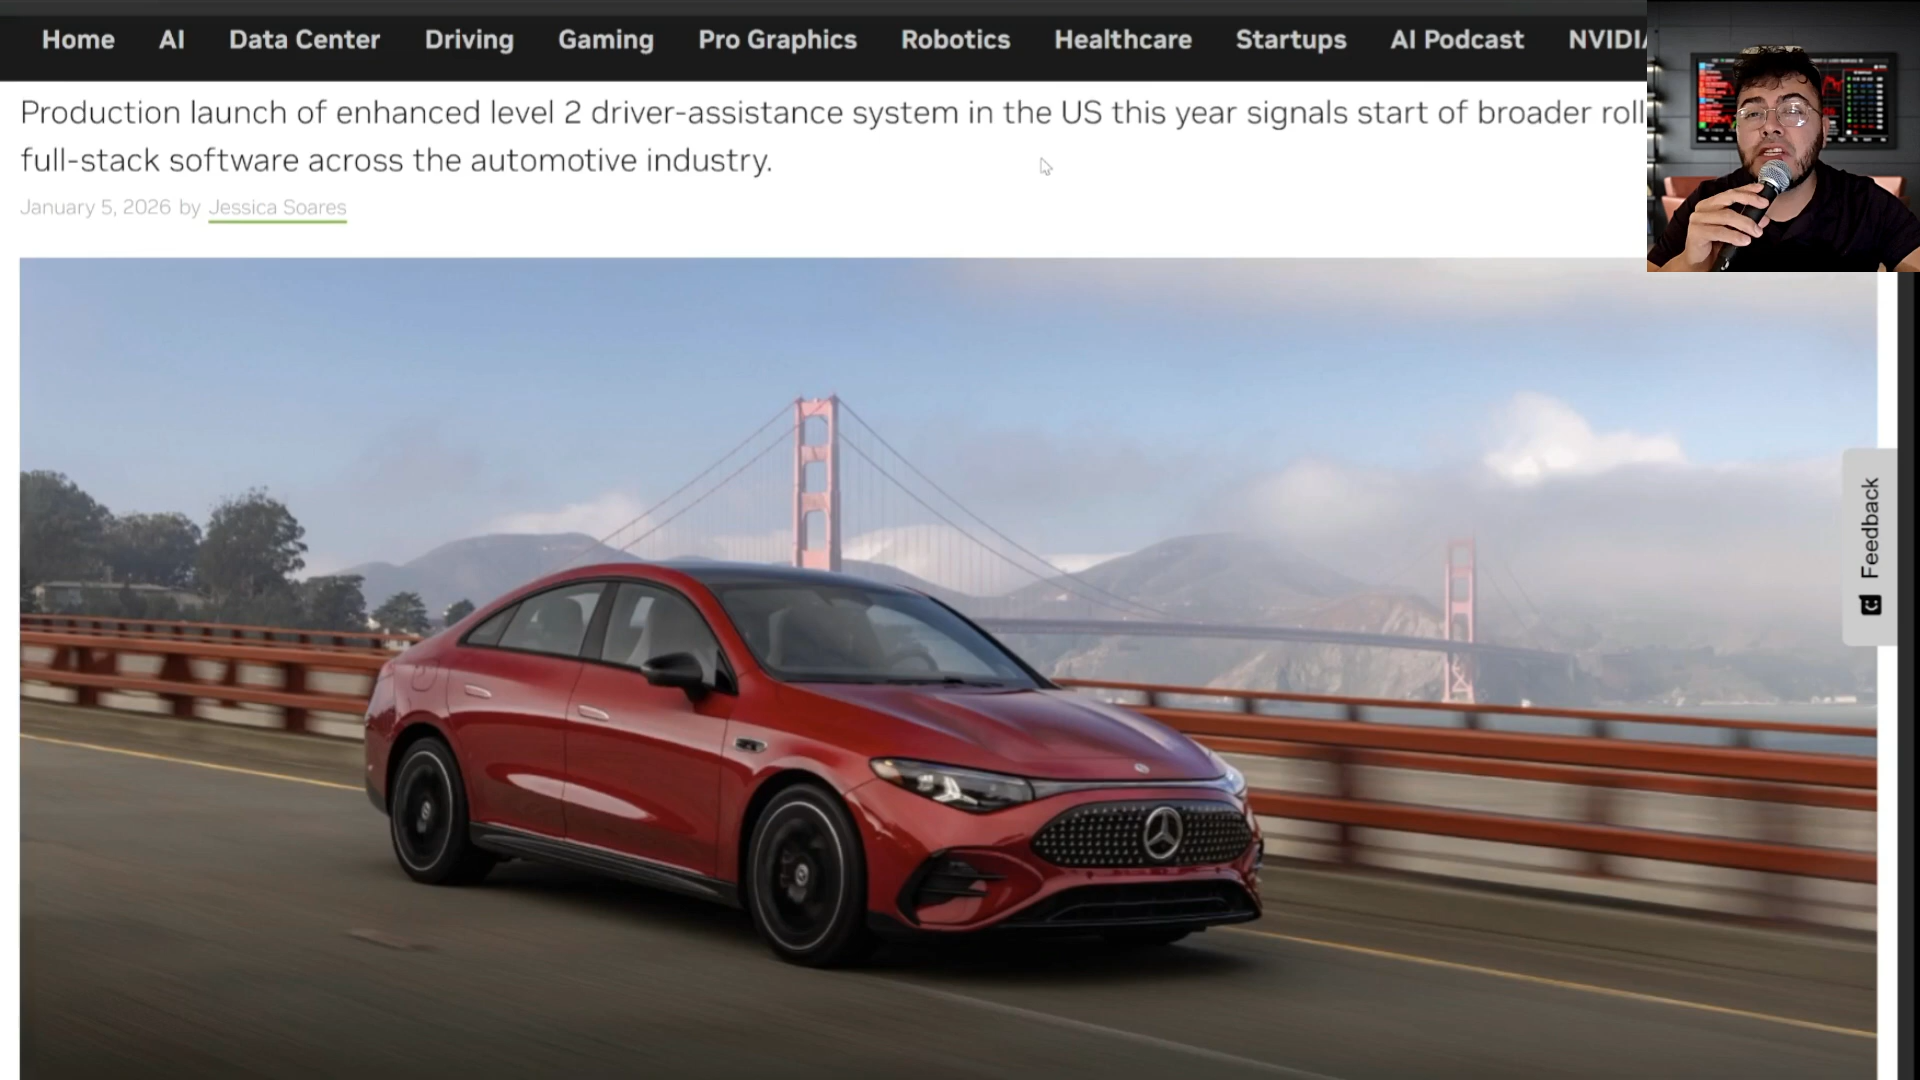 Home AI Data Center Driving Gaming Pro Graphics Robotics Healthcare Startups AI Podcast NVIDIA
Production launch of enhanced level 2 driver-assistance system in the US this year signals start of broader roll
full-stack software across the automotive industry.
January 5, 2026 by Jessica Soares
Feedback